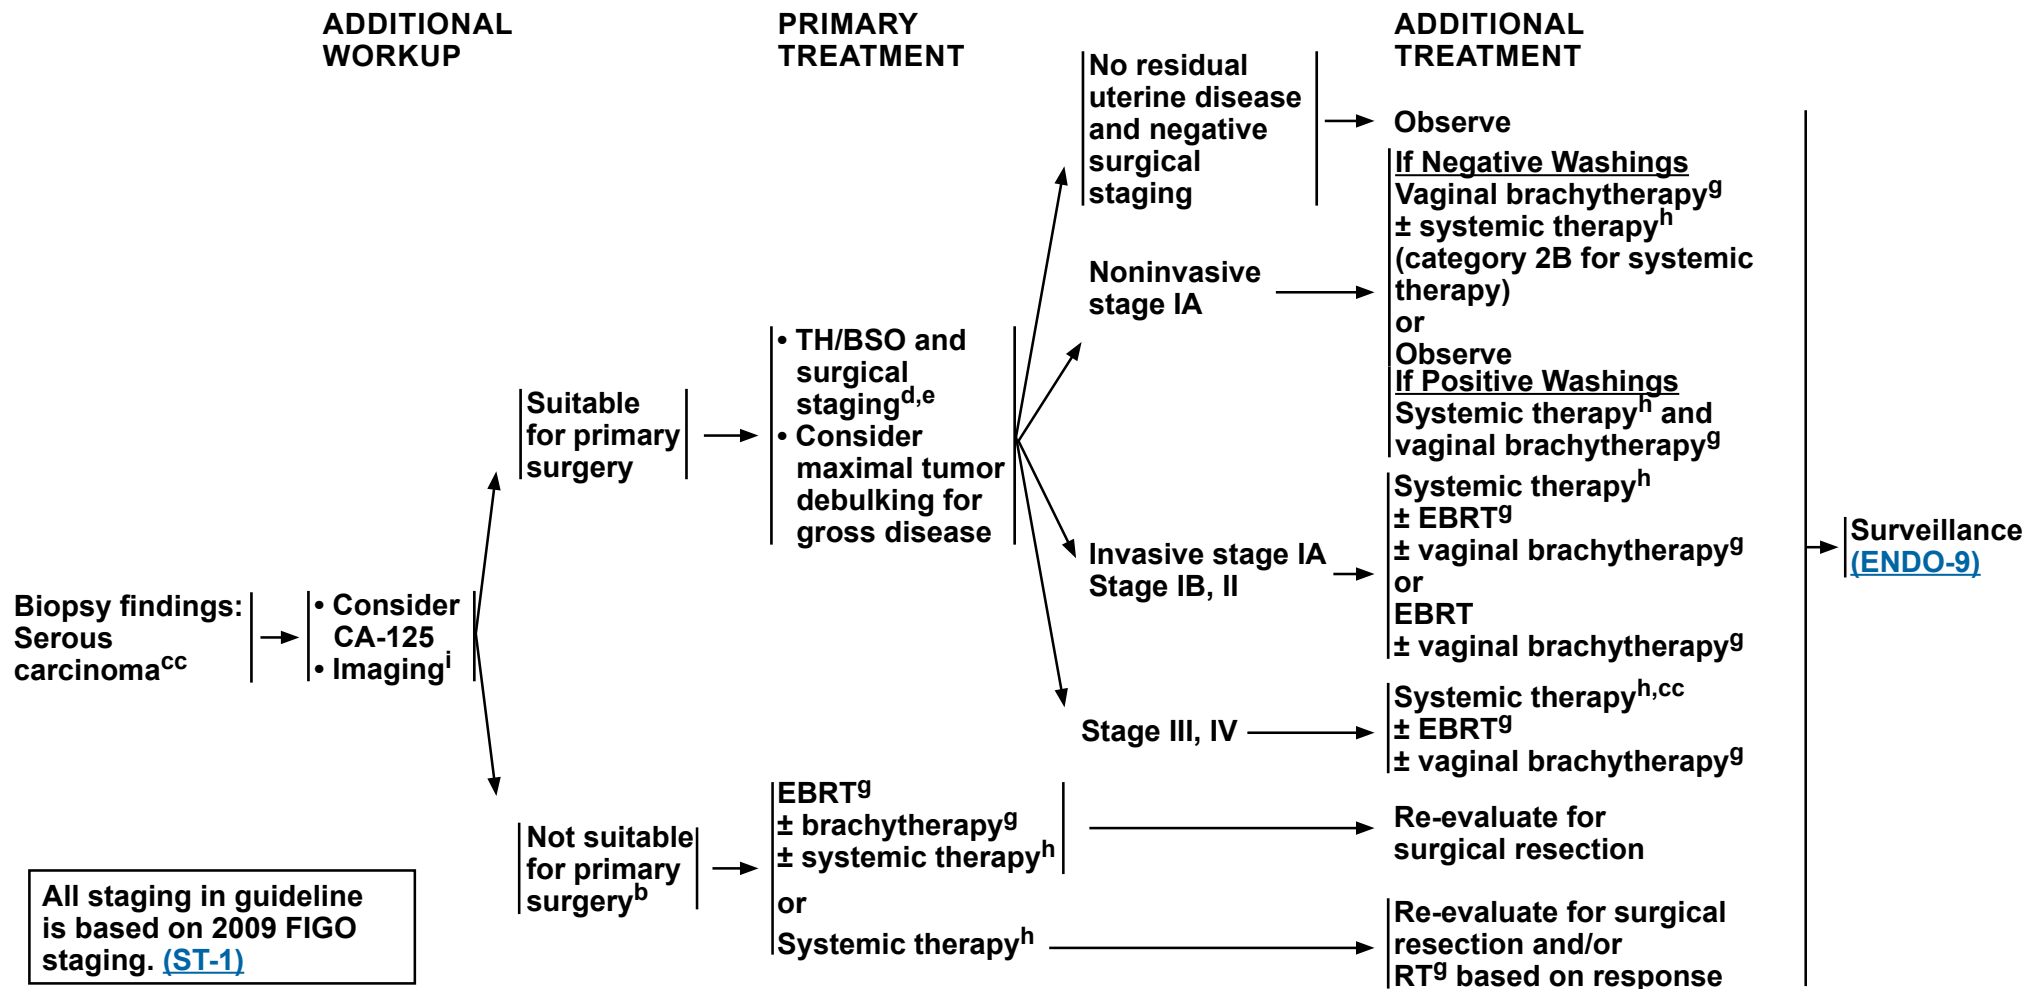 ADDITIONAL
WORKUP
PRIMARY
TREATMENT
ADDITIONAL
TREATMENT
Biopsy findings:
Serous
carcinomacc
• Consider
CA-125
• Imagingi
Suitable
for primary
surgery
• TH/BSO and
surgical
stagingd,e
• Consider
maximal tumor
debulking for
gross disease
No residual
uterine disease
and negative
surgical
staging
Observe
Noninvasive
stage IA
If Negative Washings
Vaginal brachytherapyg
± systemic therapyh
(category 2B for systemic
therapy)
or
Observe
If Positive Washings
Systemic therapyh and
vaginal brachytherapyg
Invasive stage IA
Stage IB, II
Systemic therapyh
± EBRTg
± vaginal brachytherapyg
or
EBRT
± vaginal brachytherapyg
Stage III, IV
Systemic therapyh,cc
± EBRTg
± vaginal brachytherapyg
Surveillance
(ENDO-9)
Not suitable
for primary
surgeryb
EBRTg
± brachytherapyg
± systemic therapyh
or
Systemic therapyh
Re-evaluate for
surgical resection
Re-evaluate for surgical
resection and/or
RTg based on response
All staging in guideline
is based on 2009 FIGO
staging. (ST-1)